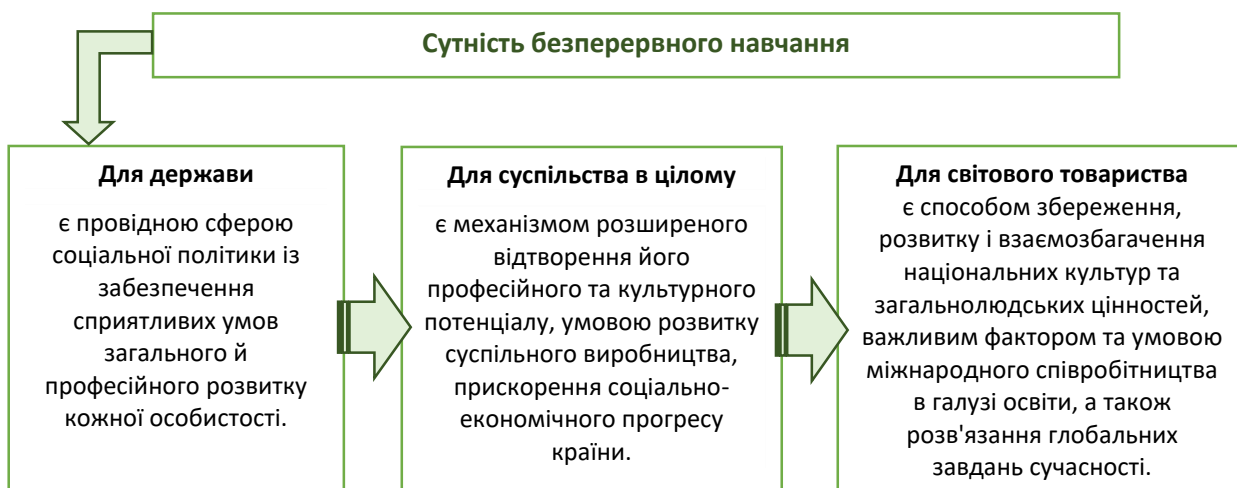 Сутність безперервного навчання
Для держави
є провідною сферою
соціальної політики із
забезпечення
сприятливих умов
загального й
професійного розвитку
кожної особистості.
Для суспільства в цілому
є механізмом розширеного
відтворення його
професійного та культурного
потенціалу, умовою розвитку
суспільного виробництва,
прискорення соціально-
економічного прогресу
країни.
Для світового товариства
є способом збереження,
розвитку і взаємозбагачення
національних культур та
загальнолюдських цінностей,
важливим фактором та умовою
міжнародного співробітництва
в галузі освіти, а також
розв'язання глобальних
завдань сучасності.